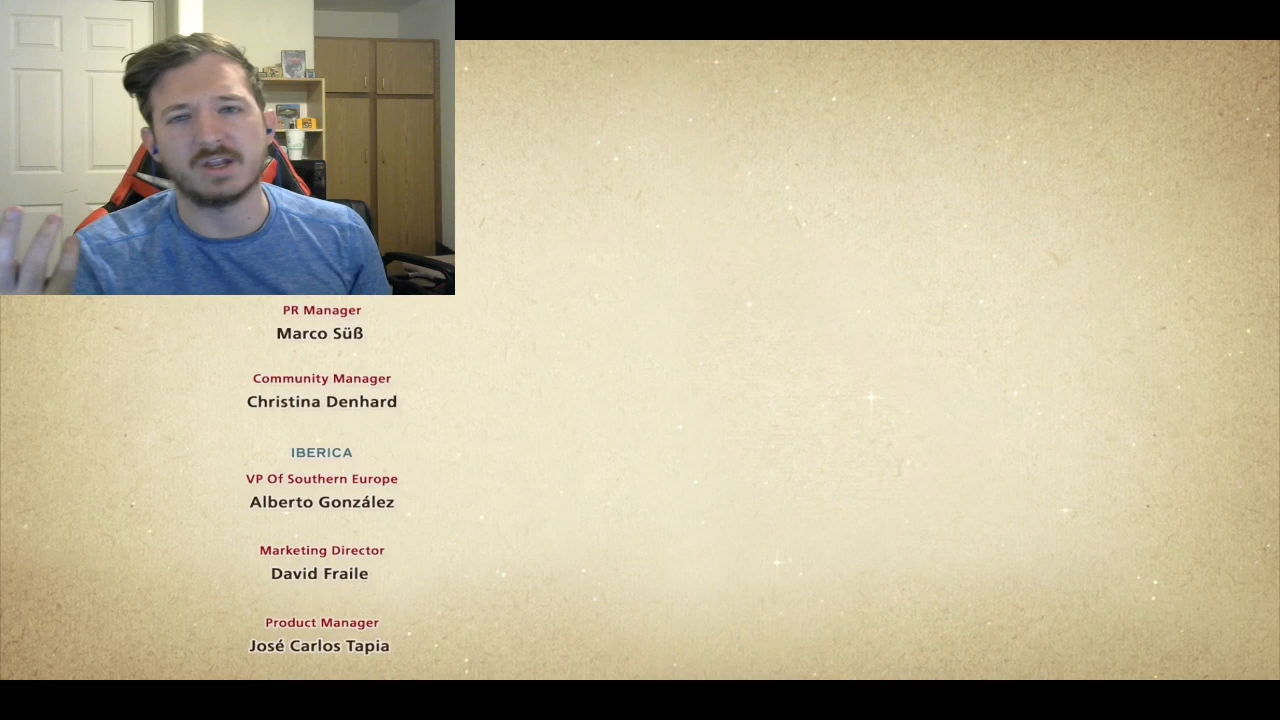 PR Manager
Marco Süß
Community Manager
Christina Denhard
IBERICA
VP Of Southern Europe
Alberto González
Marketing Director
David Fraile
Product Manager
José Carlos Tapia